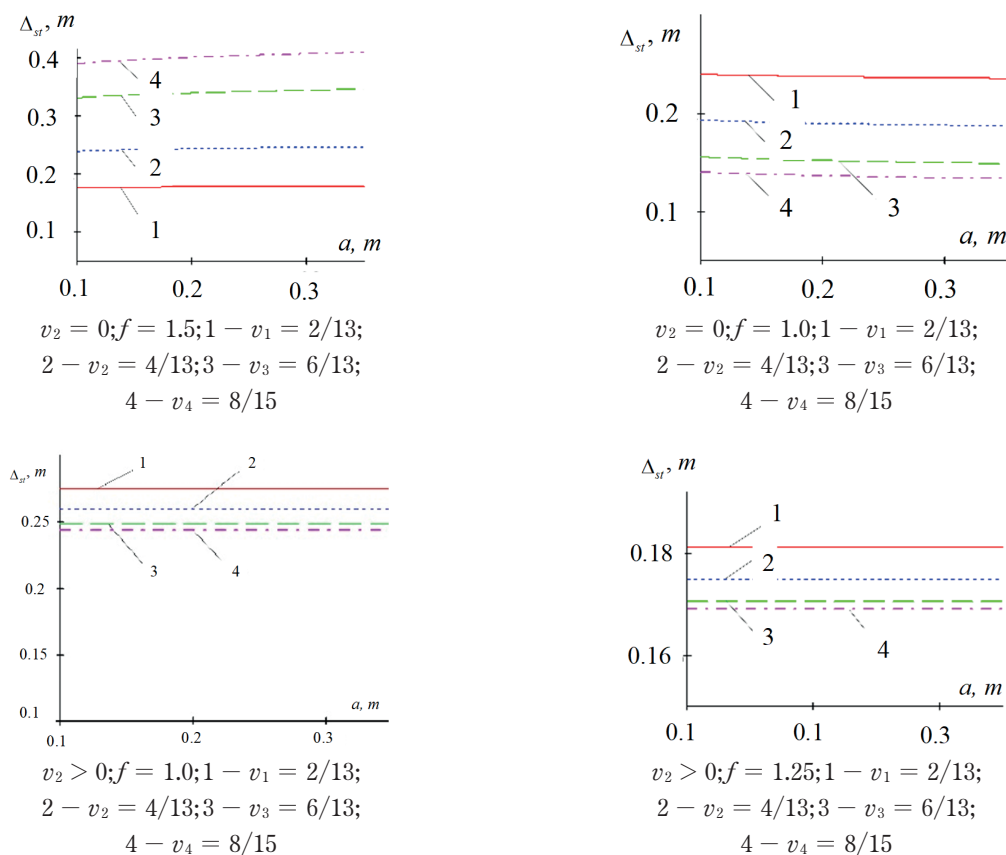 Δst, m
0.4
0.3
0.2
0.1
4
3
2
1
a, m
0.1 0.2 0.3
v₂ = 0;f = 1.5;1 − v₁ = 2/13;
2 − v₂ = 4/13;3 − v₃ = 6/13;
4 − v₄ = 8/15
Δst, m
0.2
0.1
1
2
3
4
a, m
0.1 0.2 0.3
v₂ = 0;f = 1.0;1 − v₁ = 2/13;
2 − v₂ = 4/13;3 − v₃ = 6/13;
4 − v₄ = 8/15
Δst, m
1 2
0.25
3 4
0.2
0.15
0.1
a, m
0.1 0.2 0.3
v₂ > 0;f = 1.0;1 − v₁ = 2/13;
2 − v₂ = 4/13;3 − v₃ = 6/13;
4 − v₄ = 8/15
Δst, m
1
0.18
2
3 4
0.16
a, m
0.1 0.1 0.3
v₂ > 0;f = 1.25;1 − v₁ = 2/13;
2 − v₂ = 4/13;3 − v₃ = 6/13;
4 − v₄ = 8/15